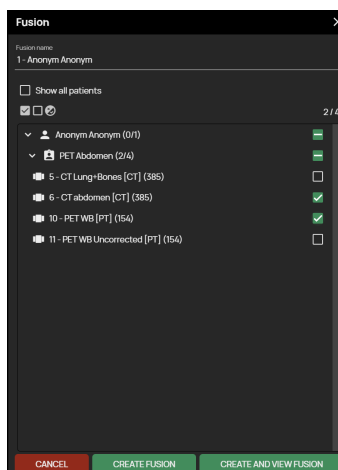 Fusion
Fusion name
1 - Anonym Anonym
Show all patients
2 / 4
Anonym Anonym (0/1)
PET Abdomen (2/4)
5 - CT Lung+Bones [CT] (385)
6 - CT abdomen [CT] (385)
10 - PET WB [PT] (154)
11 - PET WB Uncorrected [PT] (154)
CANCEL
CREATE FUSION
CREATE AND VIEW FUSION